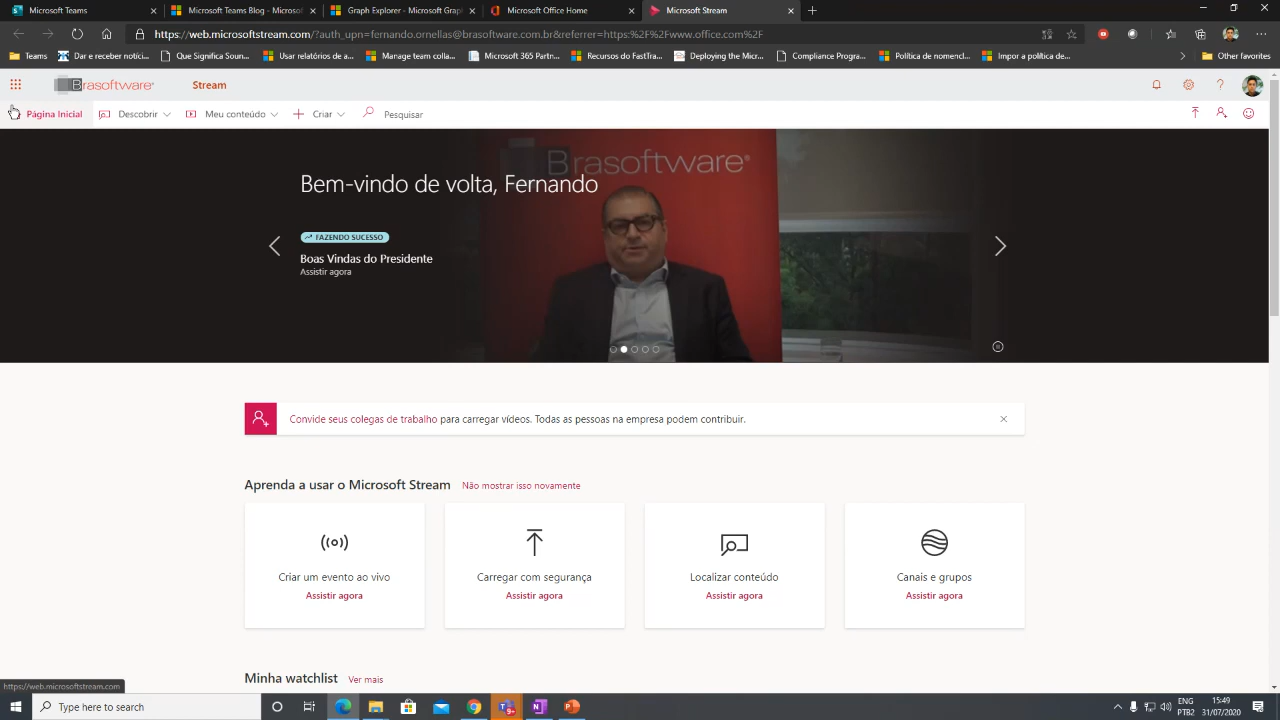 Microsoft Teams
Microsoft Teams Blog - Microsof
Graph Explorer - Microsoft Grap
Microsoft Office Home
Microsoft Stream
https://web.microsoftstream.com/?auth_upn=fernando.ornellas@brasoftware.com.br&referrer=https:%2F%2Fwww.office.com%2F
Teams
Dar e receber notíci...
Que Significa Soun...
Usar relatórios de a...
Manage team colla...
Microsoft 365 Partn...
Recursos do FastTra...
Deploying the Micr...
Compliance Progra...
Política de nomencl...
Impor a política de...
Other favorites
Brasoftware
Stream
Página Inicial
Descobrir
Meu conteúdo
Criar
Pesquisar
Brasoftware
Bem-vindo de volta, Fernando
FAZENDO SUCESSO
Boas Vindas do Presidente
Assistir agora
Convide seus colegas de trabalho para carregar vídeos. Todas as pessoas na empresa podem contribuir.
Aprenda a usar o Microsoft Stream Não mostrar isso novamente
Criar um evento ao vivo
Assistir agora
Carregar com segurança
Assistir agora
Localizar conteúdo
Assistir agora
Canais e grupos
Assistir agora
Minha watchlist Ver mais
https://web.microsoftstream.com
Type here to search
ENG
PTB2
15:49
31/07/2020